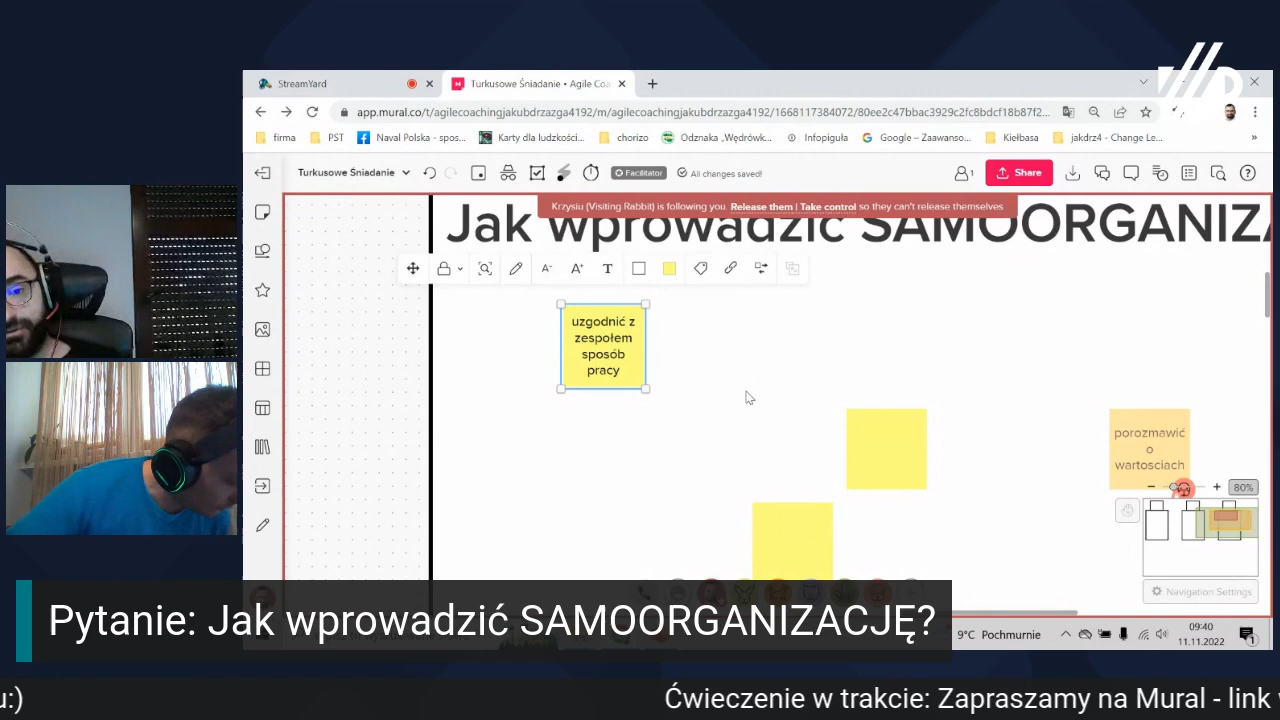 StreamYard
Turkusowe Śniadanie • Agile Coa
app.mural.co/t/agilecoachingjakubdrzazga4192/m/agilecoachingjakubdrzazga4192/1668117384072/80ee2c47bbac3929c2fc8bdcf18b87f2...
firma PST Naval Polska - spos... Karty dla ludzkości... chorizo Odznaka „Wędrówk... Infopiguła Google – Zaawanso... Kiełbasa jakdrz4 - Change Le... »
Turkusowe Śniadanie Facilitator All changes saved! 1 Share
Krzysiu (Visiting Rabbit) is following you. Release them | Take control so they can't release themselves
Jak wprowadzić SAMOORGANIZA
A- A+ T
uzgodnić z
zespołem
sposób
pracy
porozmawić
o
wartosciach
80%
Navigation Settings
Pytanie: Jak wprowadzić SAMOORGANIZACJĘ?
9°C Pochmurnie
09:40
11.11.2022
1
u:) Ćwieczenie w trakcie: Zapraszamy na Mural - link